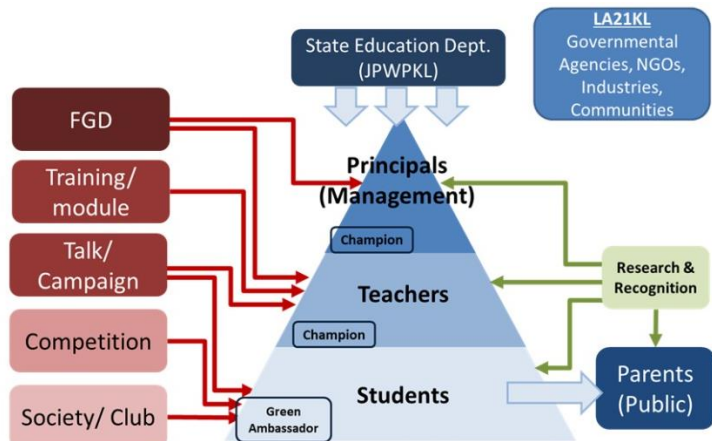 State Education Dept.
(JPWPKL)
LA21KL
Governmental
Agencies, NGOs,
Industries,
Communities
FGD
Training/
module
Talk/
Campaign
Competition
Society/ Club
Principals
(Management)
Champion
Teachers
Champion
Students
Green
Ambassador
Research &
Recognition
Parents
(Public)